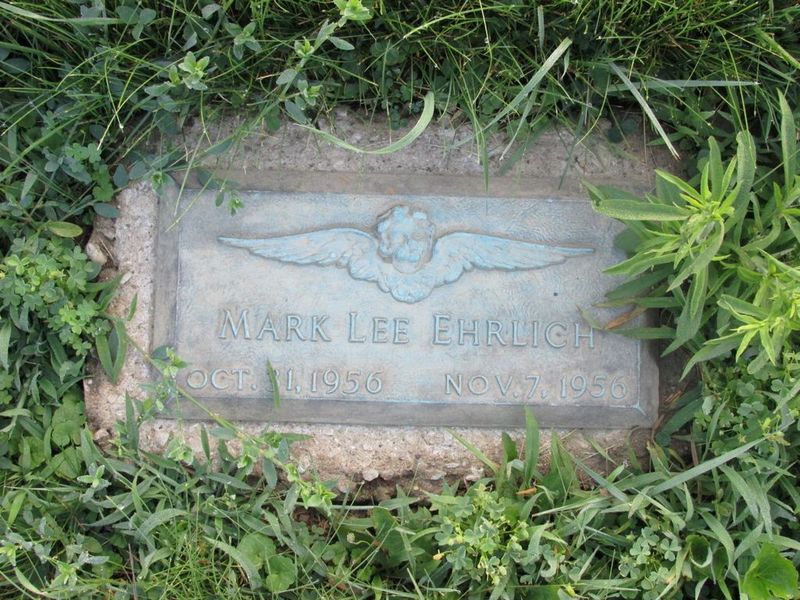 MARK LEE EHRLICH
OCT. 1956 NOV. 7, 1956